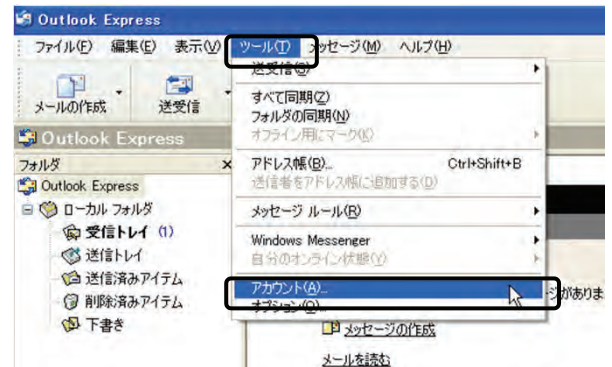 Outlook Express
ファイル(F) 編集(E) 表示(V) ツール(T) メッセージ(M) ヘルプ(H)
メールの作成 送受信
送受信(S)
すべて同期(Z)
フォルダの同期(N)
オフライン用にマーク(K)
Outlook Express
フォルダ ×
アドレス帳(B)... Ctrl+Shift+B
送信者をアドレス帳に追加する(D)
Outlook Express
ローカル フォルダ
メッセージ ルール(R)
受信トレイ (1)
Windows Messenger
送信トレイ
自分のオンライン状態(Y)
送信済みアイテム
アカウント(A)...
削除済みアイテム
オプション(O)...
ジがありま
下書き
メッセージの作成
メールを読む